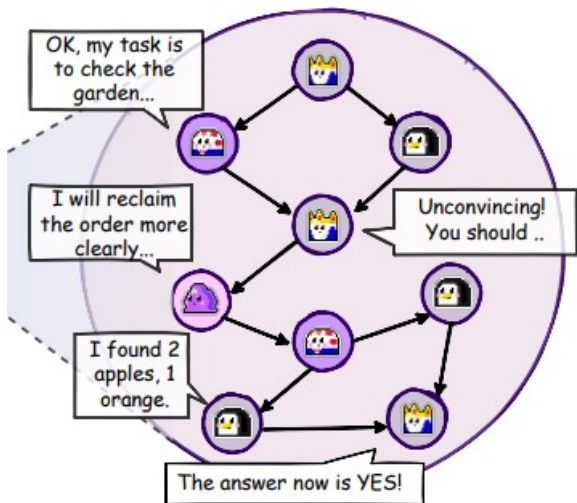 OK, my task is
to check the
garden...
I will reclaim
the order more
clearly...
Unconvincing!
You should ..
I found 2
apples, 1
orange.
The answer now is YES!